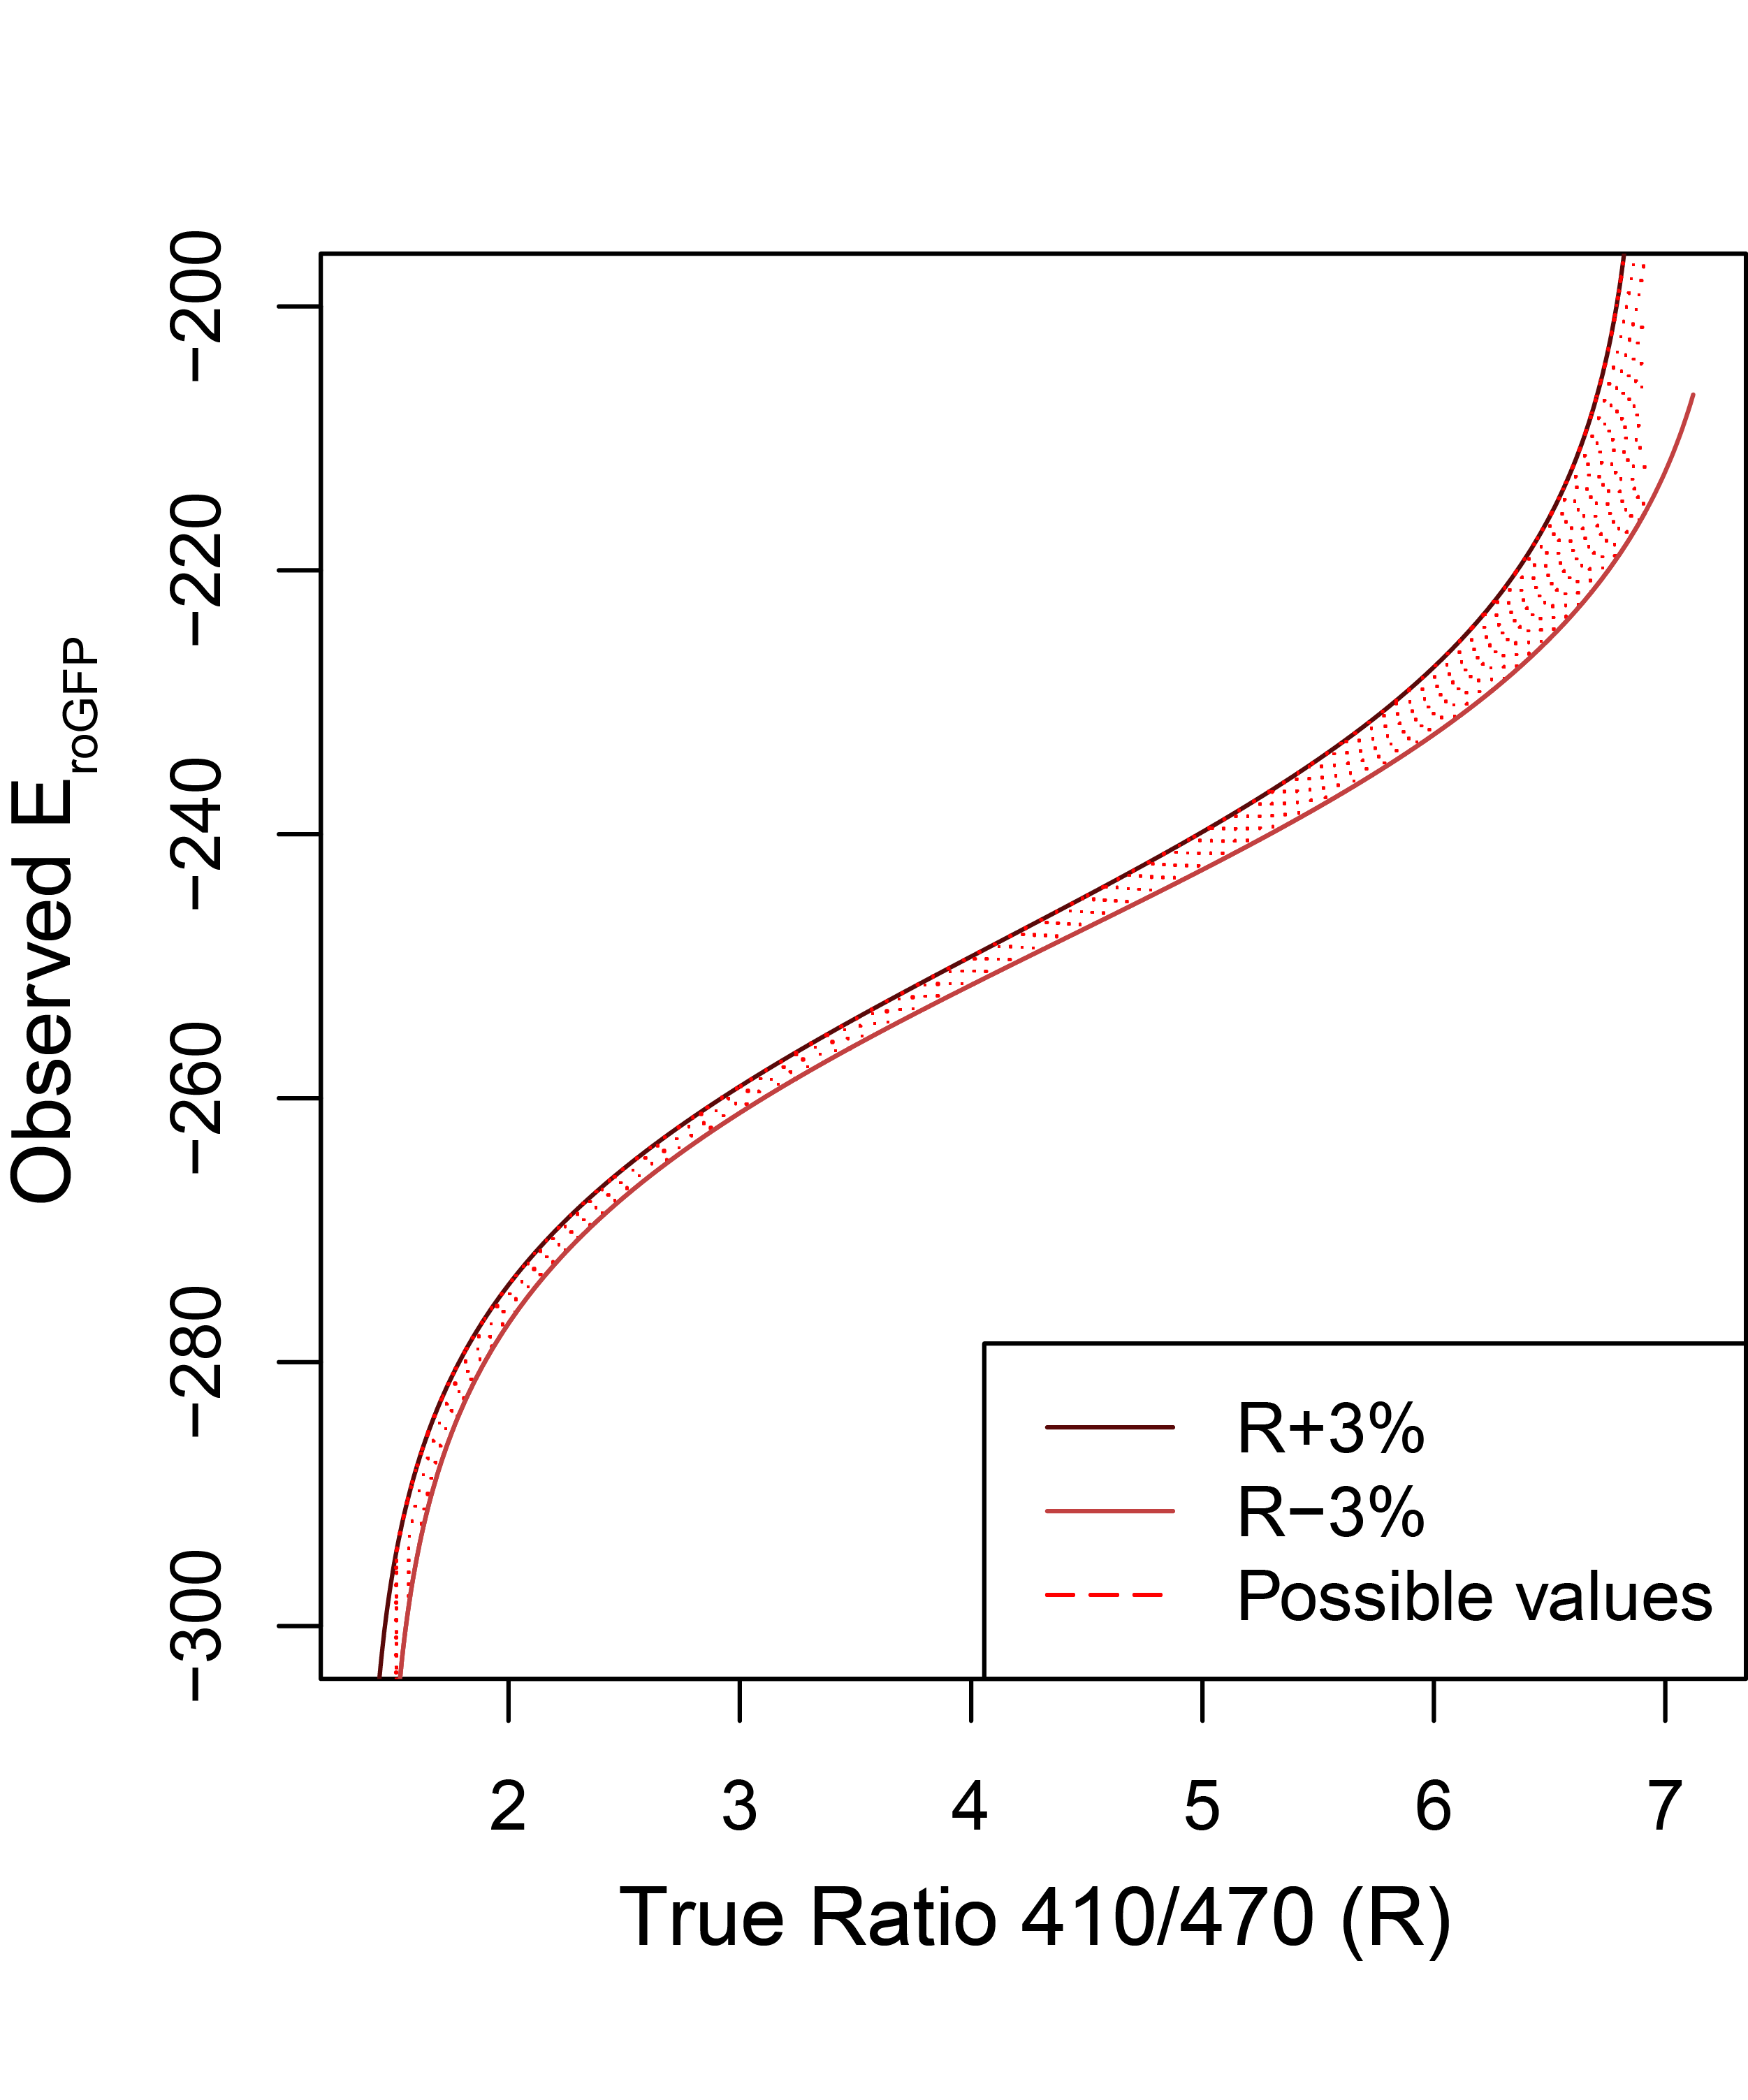 Observed EroGFP
−200
−220
−240
−260
−280
−300
R+3%
R−3%
Possible values
2 3 4 5 6 7
True Ratio 410/470 (R)